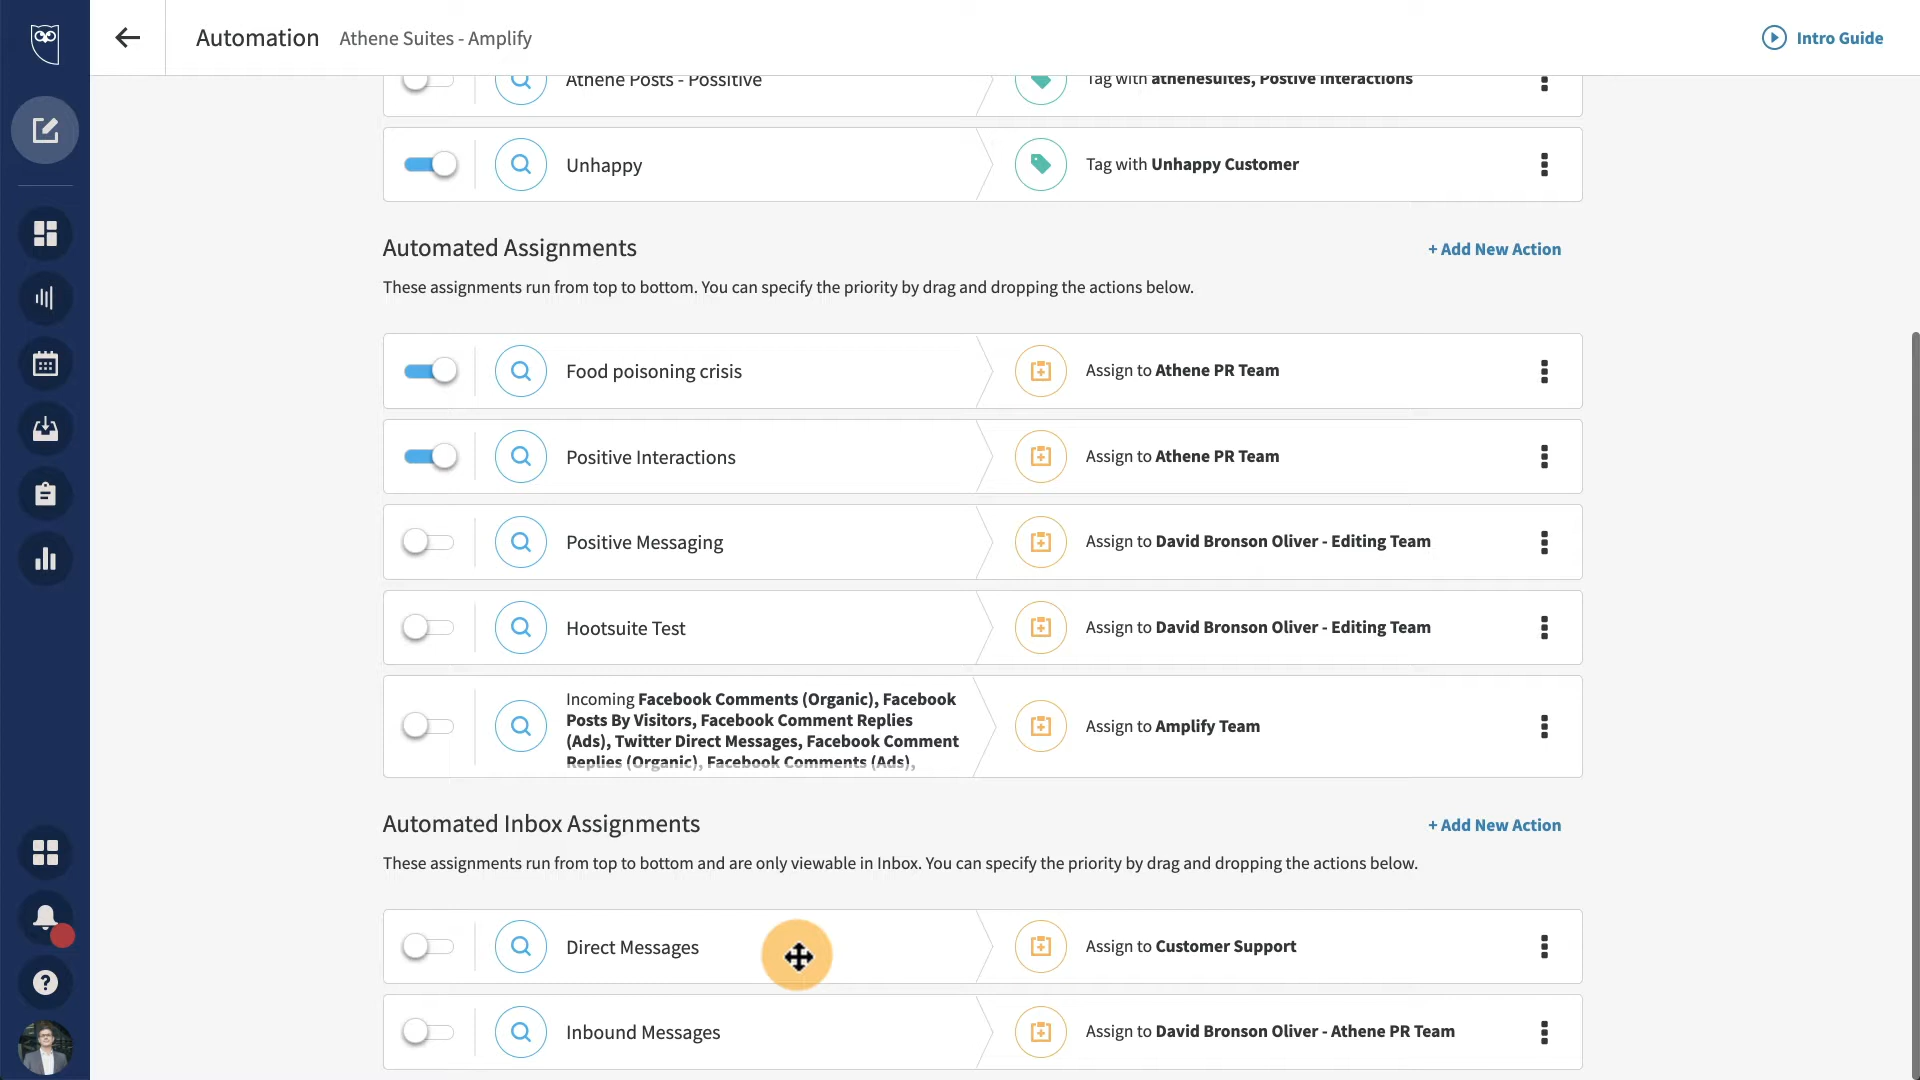 Automation Athene Suites - Amplify
Intro Guide
Athene Posts - Possitive
Tag with athenesuites, Postive Interactions
Unhappy
Tag with Unhappy Customer
Automated Assignments
+ Add New Action
These assignments run from top to bottom. You can specify the priority by drag and dropping the actions below.
Food poisoning crisis
Assign to Athene PR Team
Positive Interactions
Assign to Athene PR Team
Positive Messaging
Assign to David Bronson Oliver - Editing Team
Hootsuite Test
Assign to David Bronson Oliver - Editing Team
Incoming Facebook Comments (Organic), Facebook
Posts By Visitors, Facebook Comment Replies
(Ads), Twitter Direct Messages, Facebook Comment
Replies (Organic), Facebook Comments (Ads),
Assign to Amplify Team
Automated Inbox Assignments
+ Add New Action
These assignments run from top to bottom and are only viewable in Inbox. You can specify the priority by drag and dropping the actions below.
Direct Messages
Assign to Customer Support
Inbound Messages
Assign to David Bronson Oliver - Athene PR Team